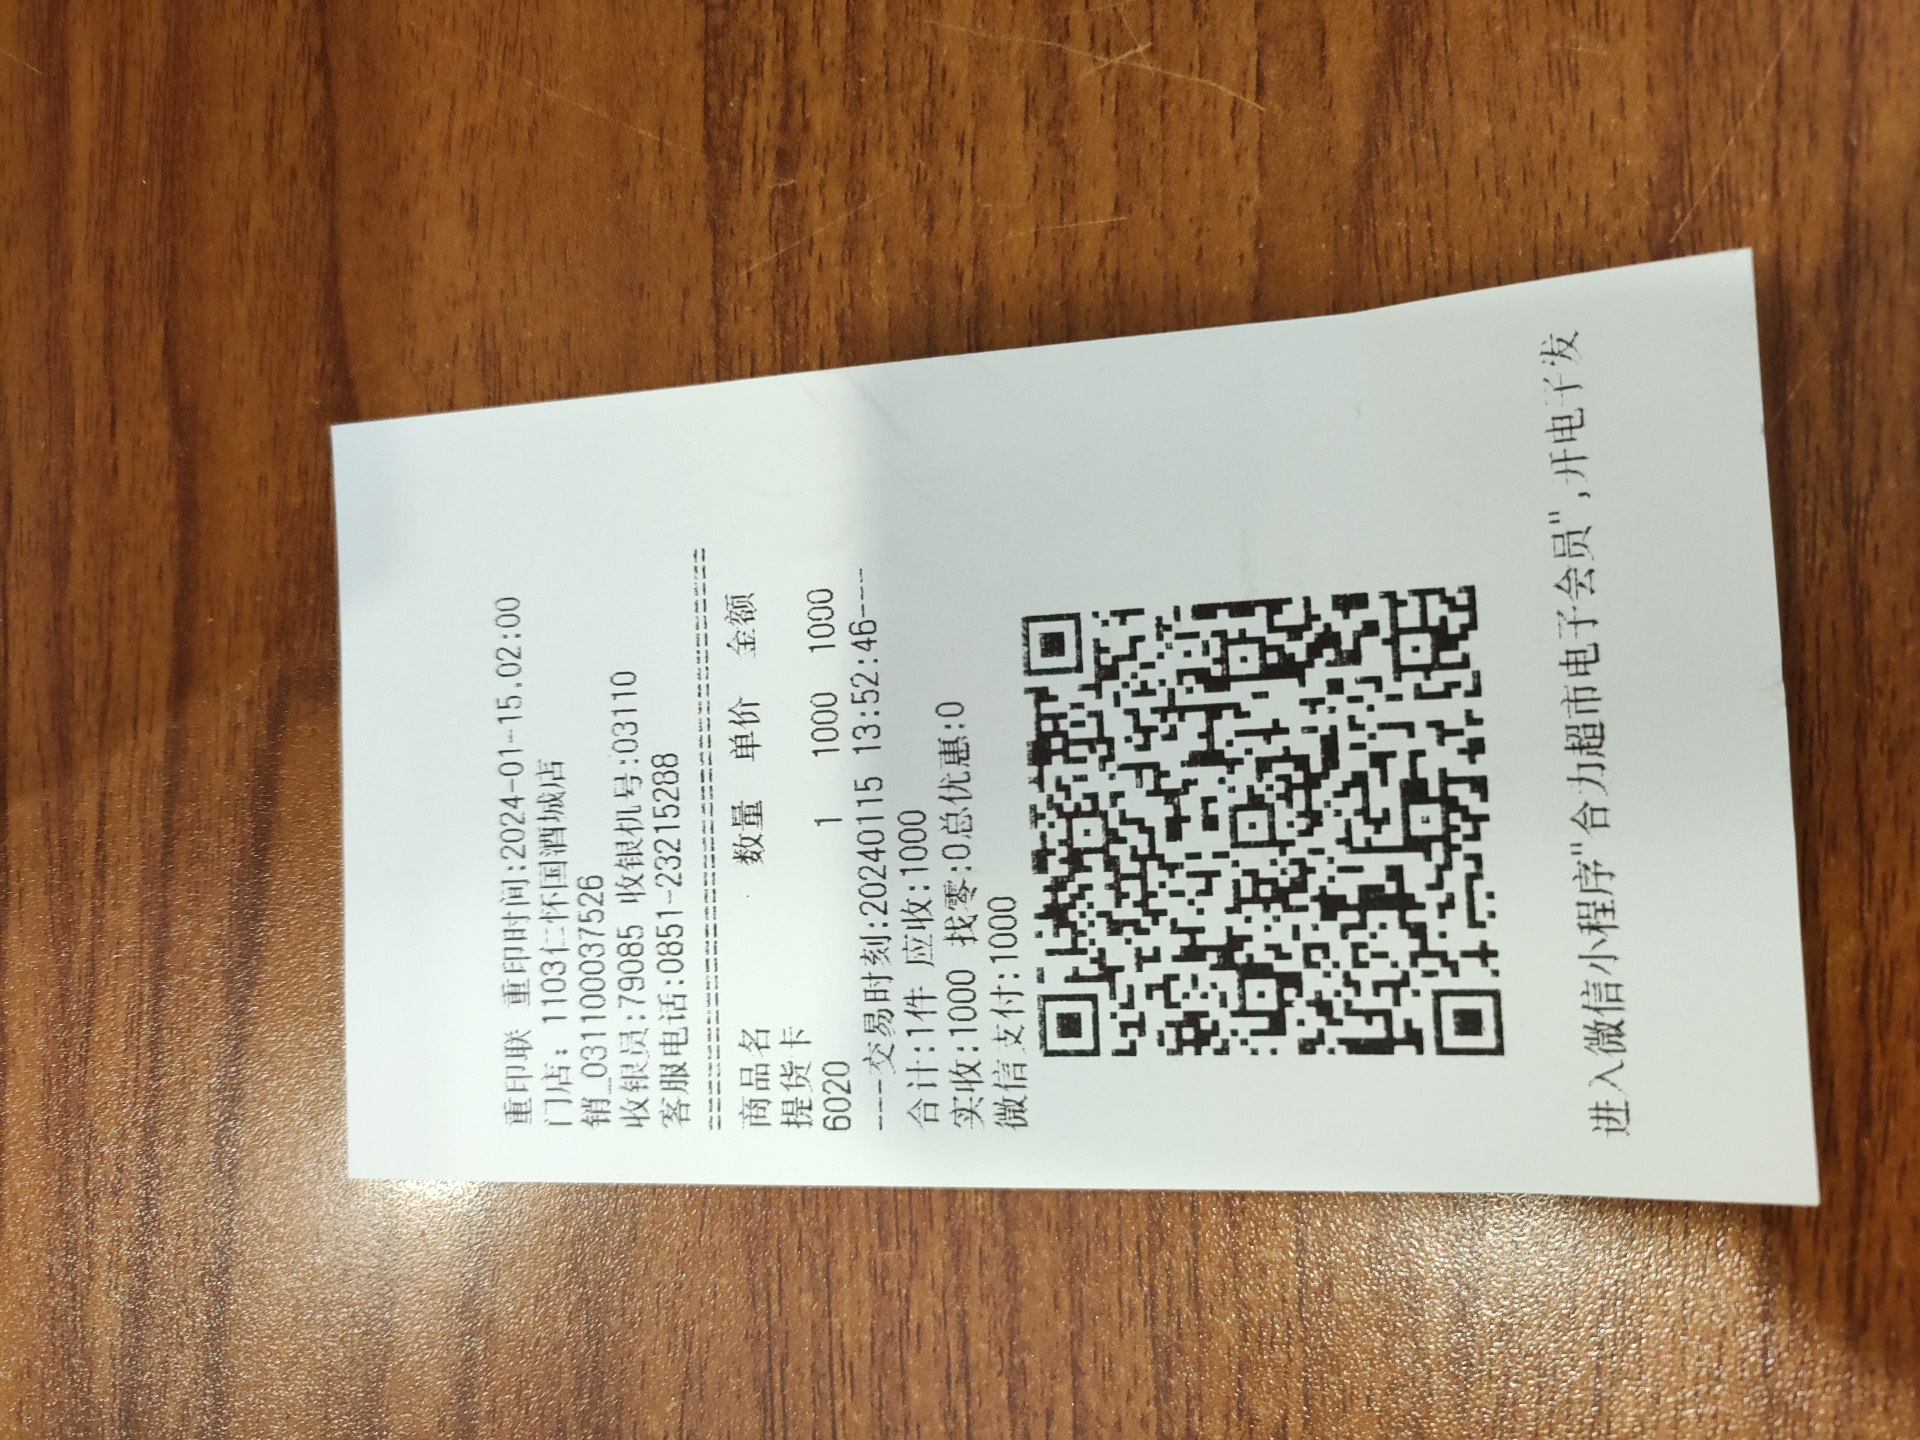 重印联 重印时间:2024-01-15.02:00
门店: 1103仁怀国酒城店
销_0311000037526
收银员:79085 收银机号:03110
客服电话:0851-23215288
商品名 数量 单价 金额
提货卡
6020 1 1000 1000
---交易时刻:20240115 13:52:46---
合计:1件 应收:1000
实收:1000 找零:0总优惠:0
微信支付:1000
进入微信小程序"合力超市电子会员",开电子发